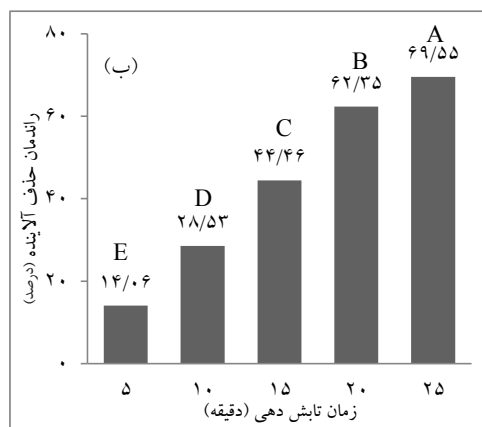 (ب)
راندمان حذف آلاینده (درصد)
۸۰
۶۰
۴۰
۲۰
۰
E
۱۴/۰۶
D
۲۸/۵۳
C
۴۴/۴۶
B
۶۲/۳۵
A
۶۹/۵۵
۵ ۱۰ ۱۵ ۲۰ ۲۵
زمان تابش دهی (دقیقه)